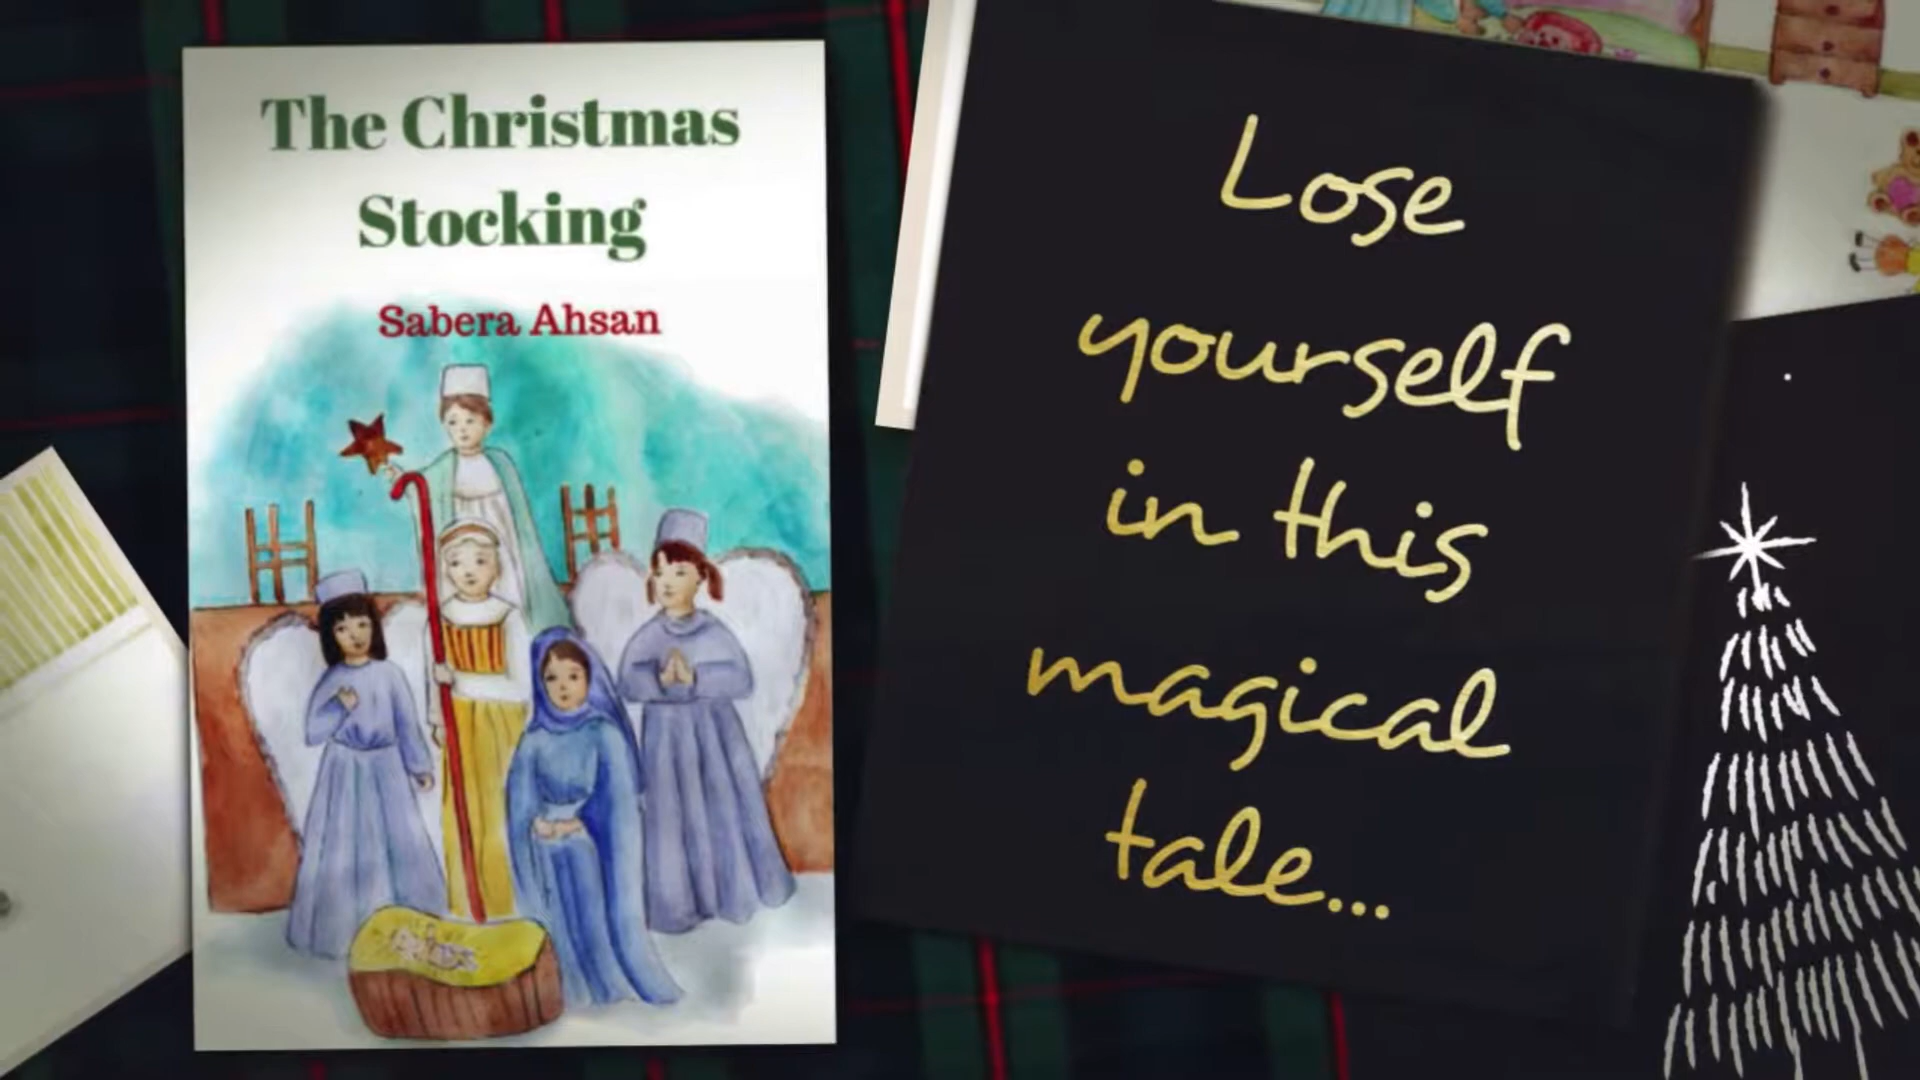 The Christmas
Stocking
Sabera Ahsan
Lose
yourself
in this
magical
tale...